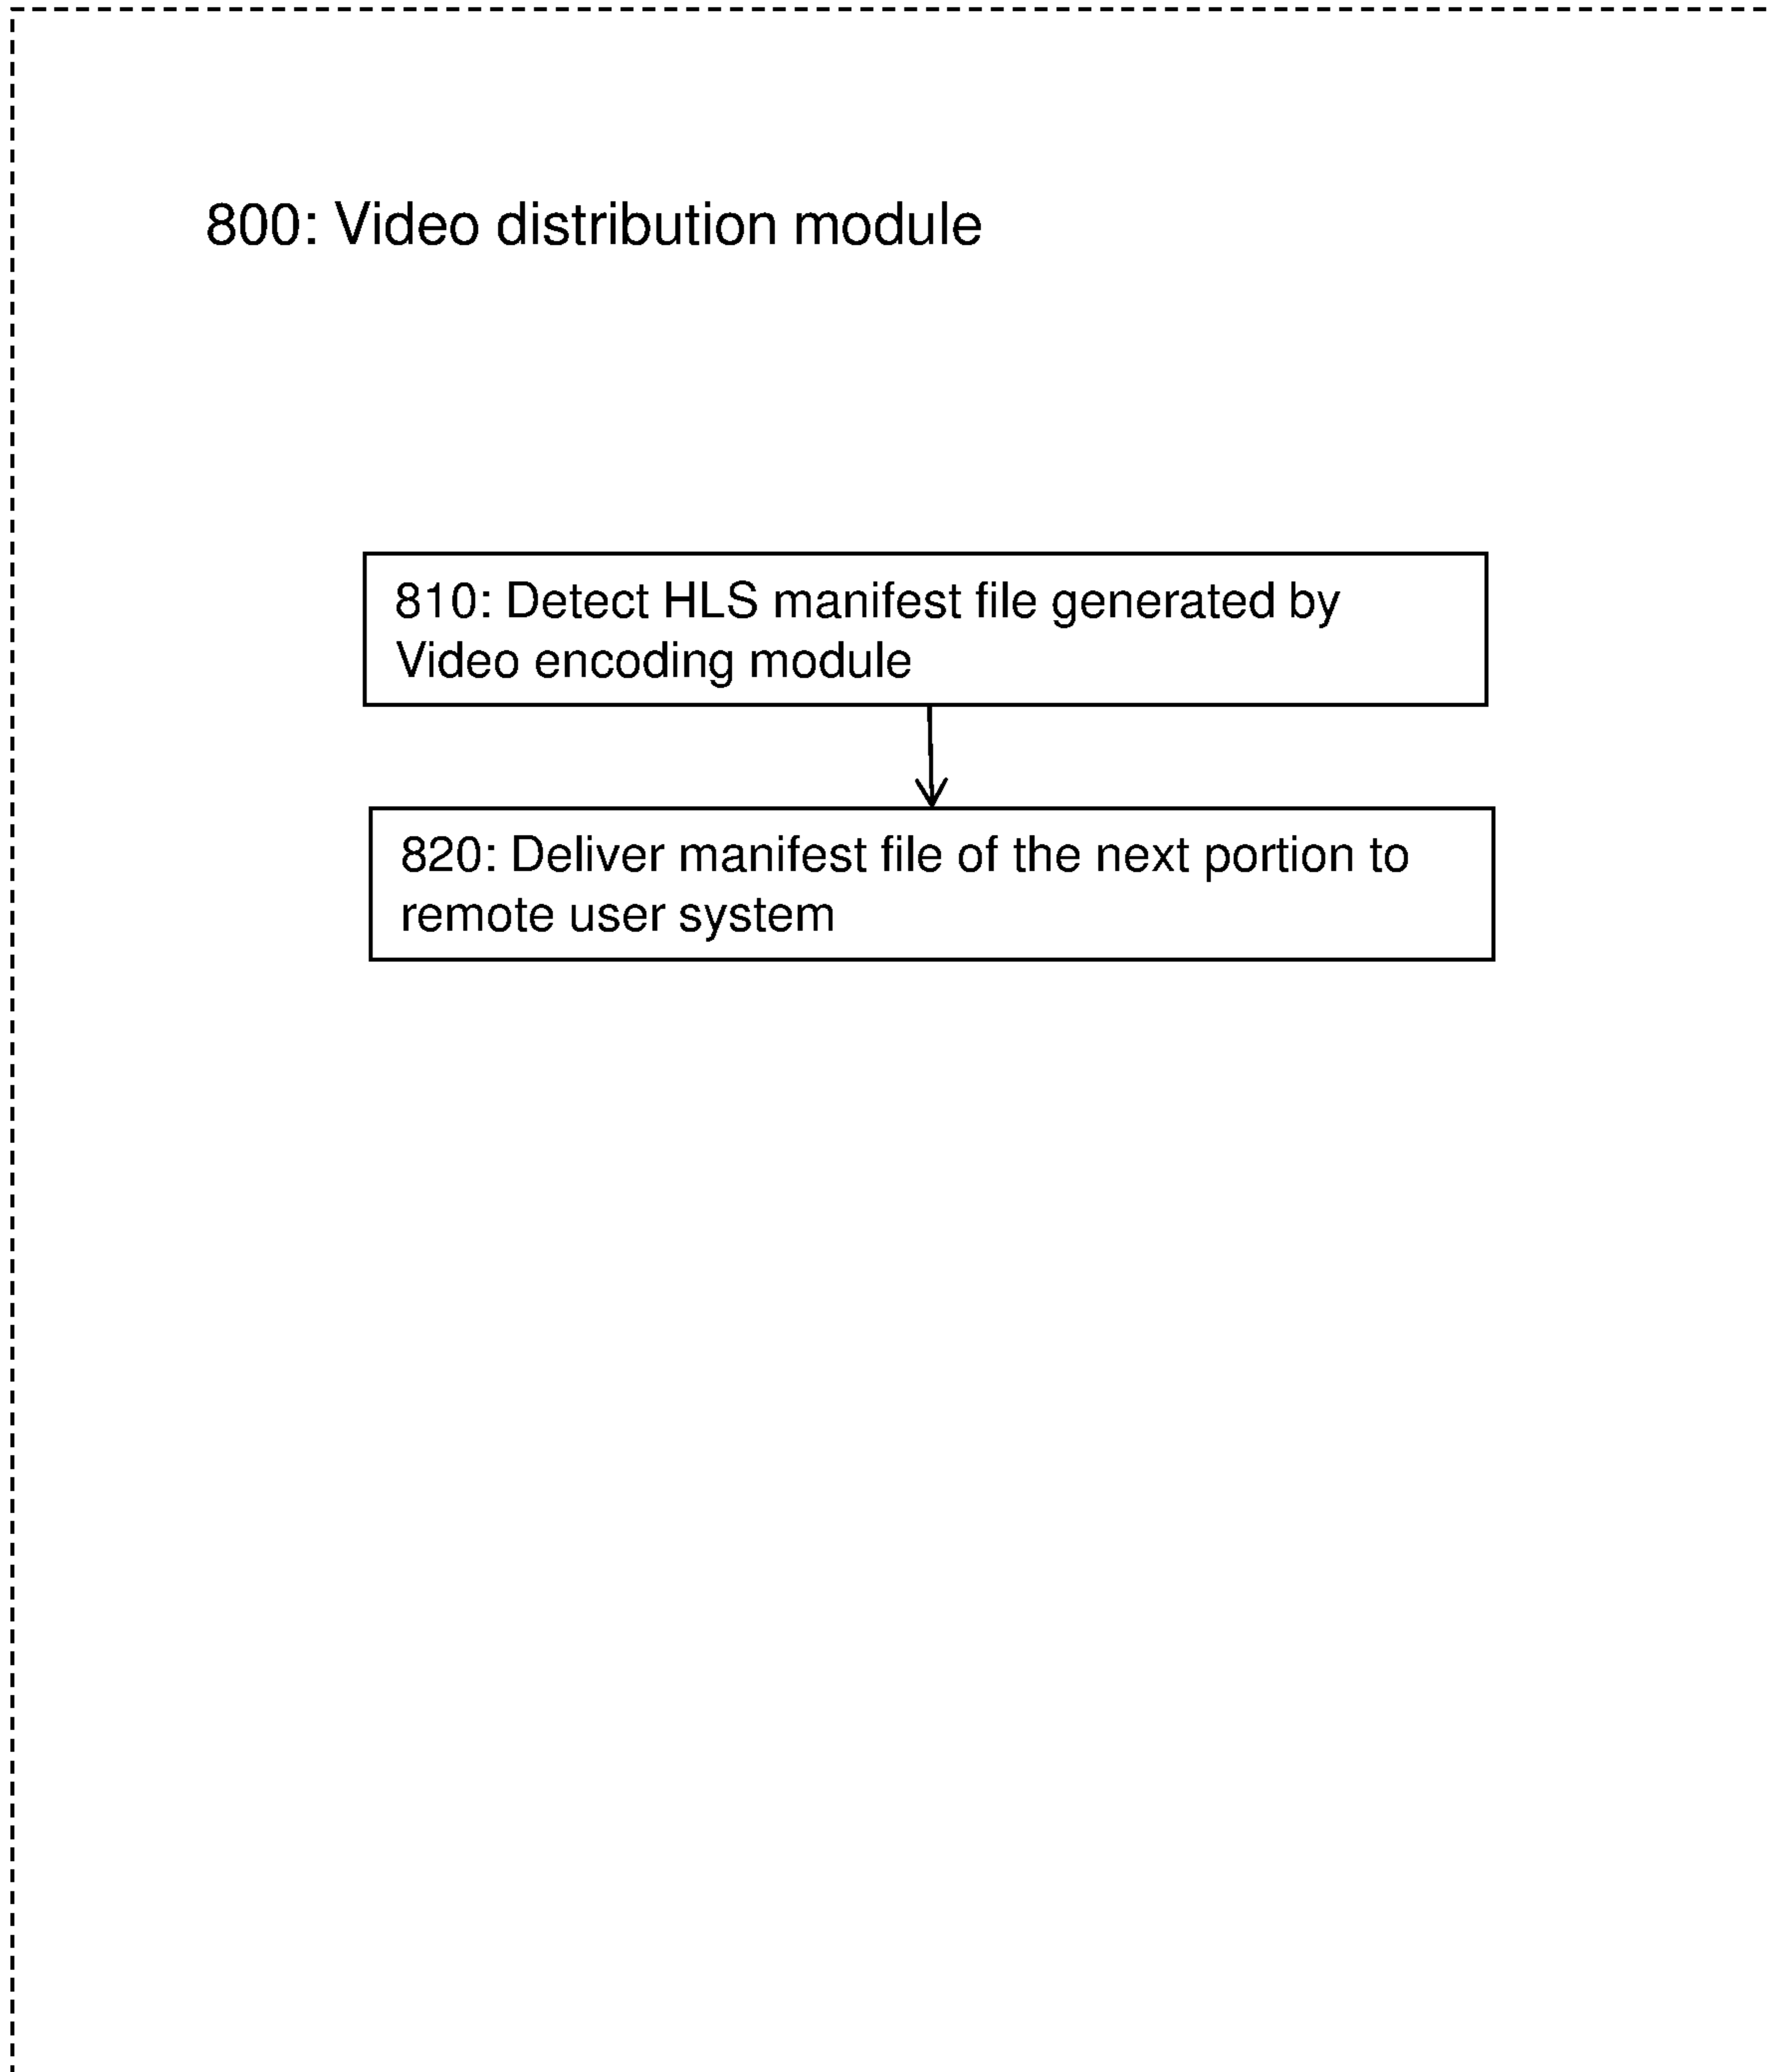 800: Video distribution module
810: Detect HLS manifest file generated by
Video encoding module
820: Deliver manifest file of the next portion to
remote user system